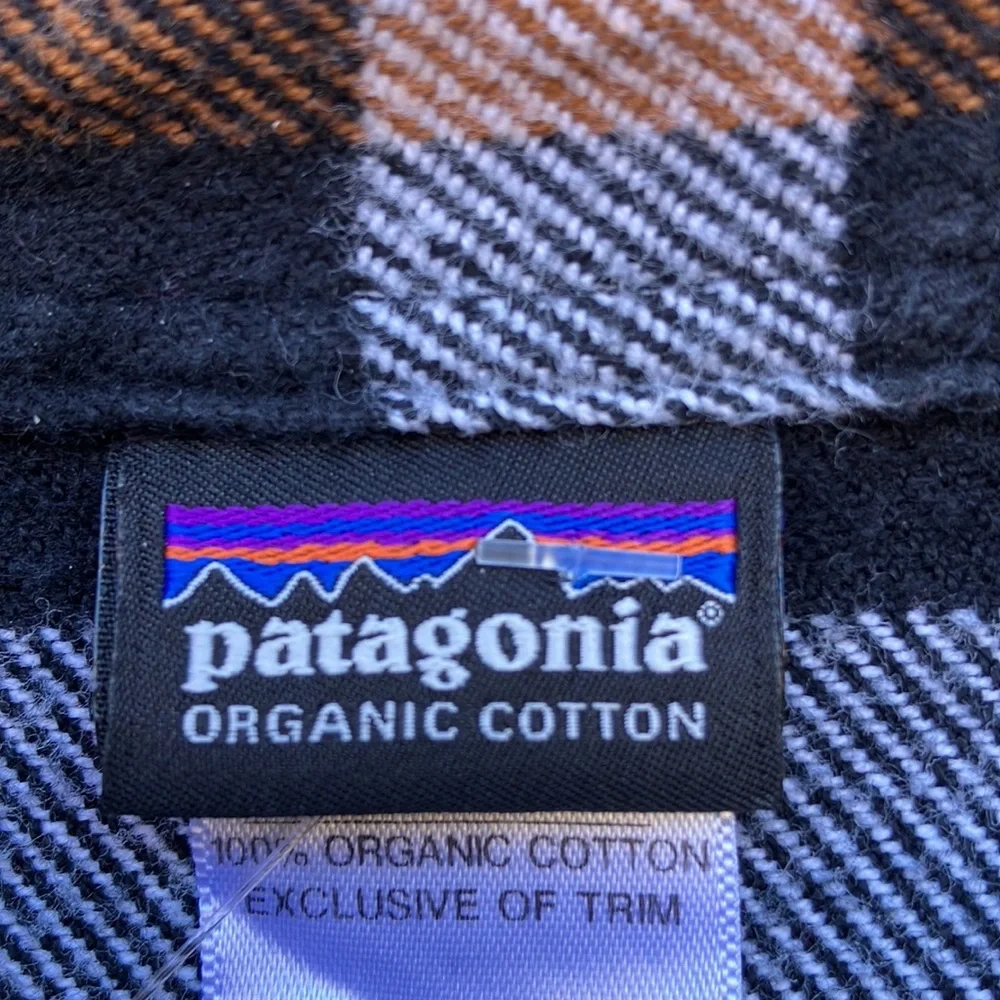 patagonia®
ORGANIC COTTON
100% ORGANIC COTTON
EXCLUSIVE OF TRIM